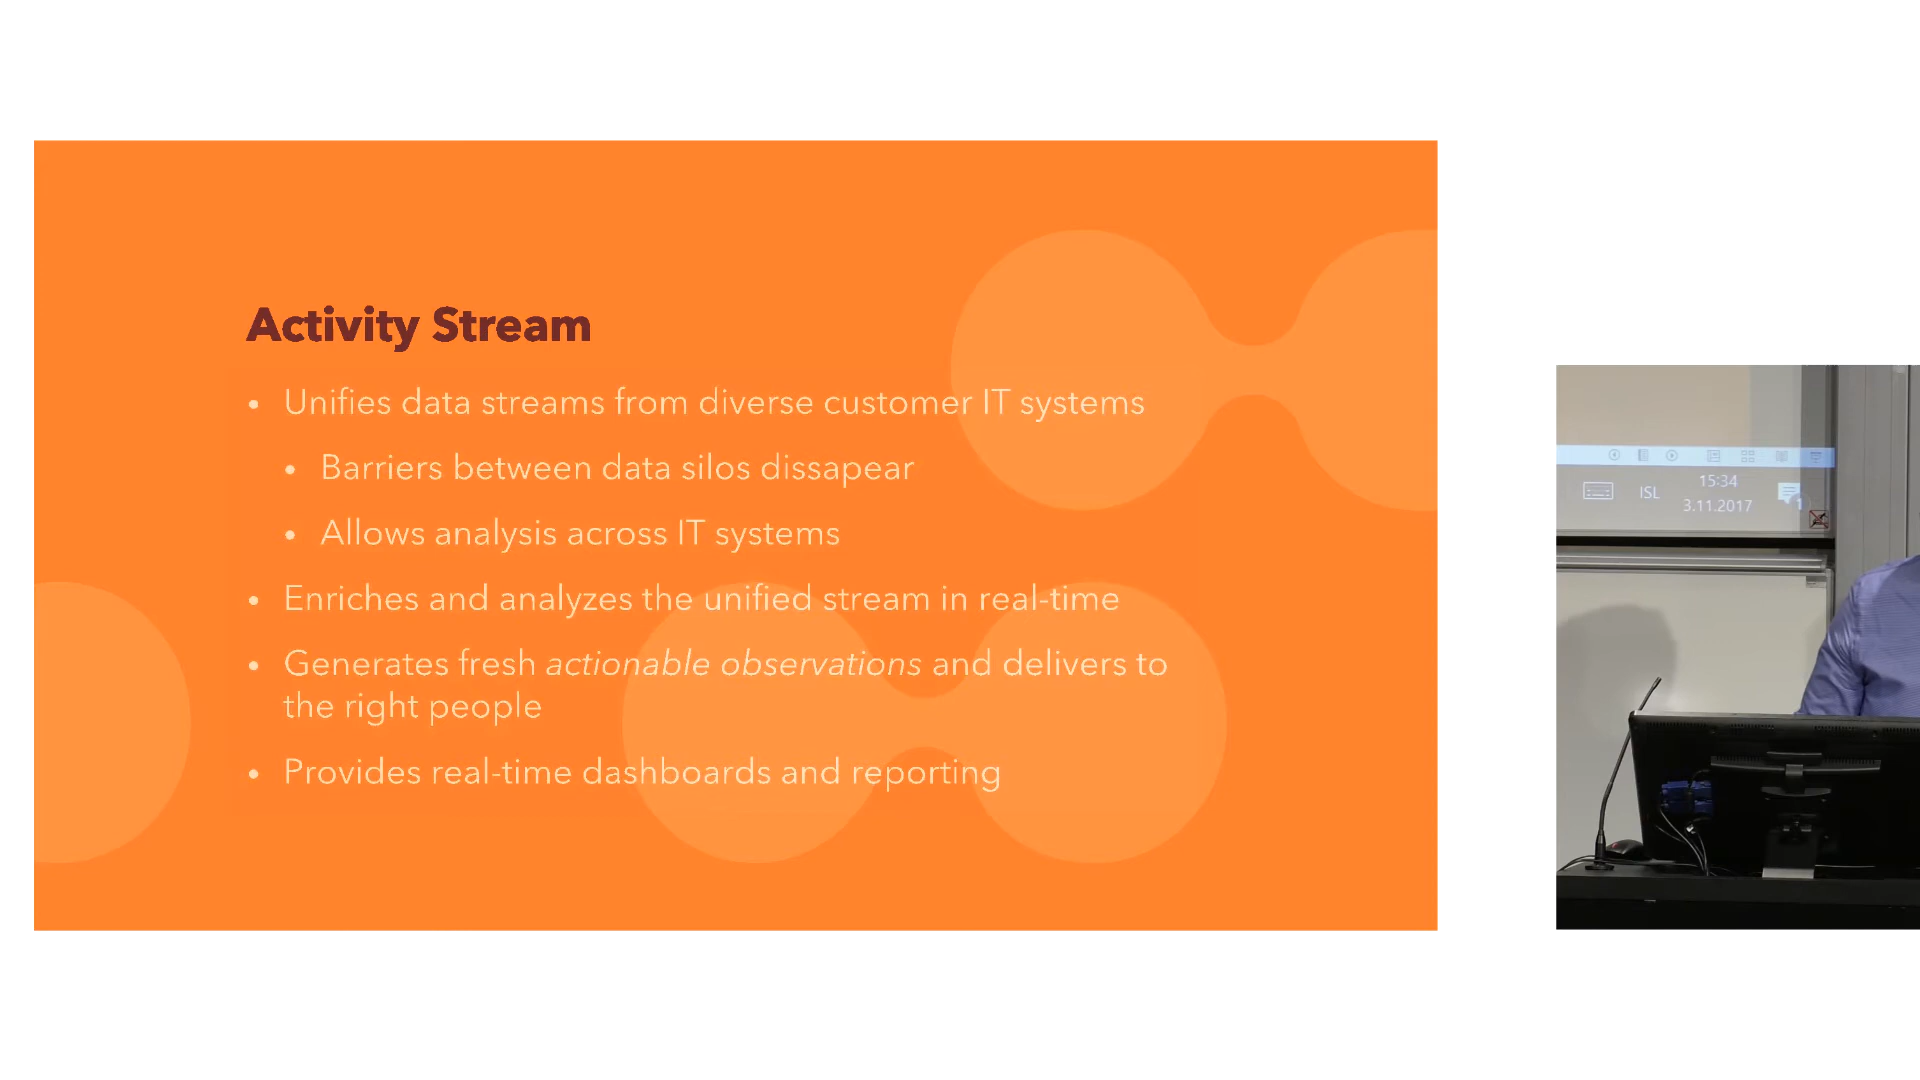 Activity Stream
• Unifies data streams from diverse customer IT systems
• Barriers between data silos dissapear
• Allows analysis across IT systems
• Enriches and analyzes the unified stream in real-time
• Generates fresh actionable observations and delivers to
the right people
• Provides real-time dashboards and reporting
ISL
15:34
3.11.2017
1